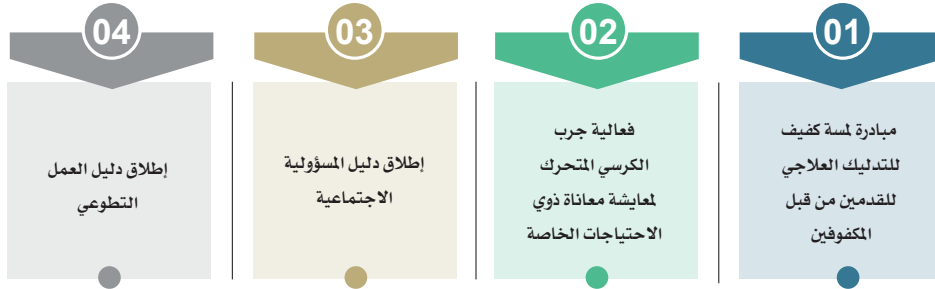 01
مبادرة لمسة كفيف
للتدليك العلاجي
للقدمين من قبل
المكفوفين
02
فعالية جرب
الكرسي المتحرك
لمعايشة معاناة ذوي
الاحتياجات الخاصة
03
إطلاق دليل المسؤولية
الاجتماعية
04
إطلاق دليل العمل
التطوعي